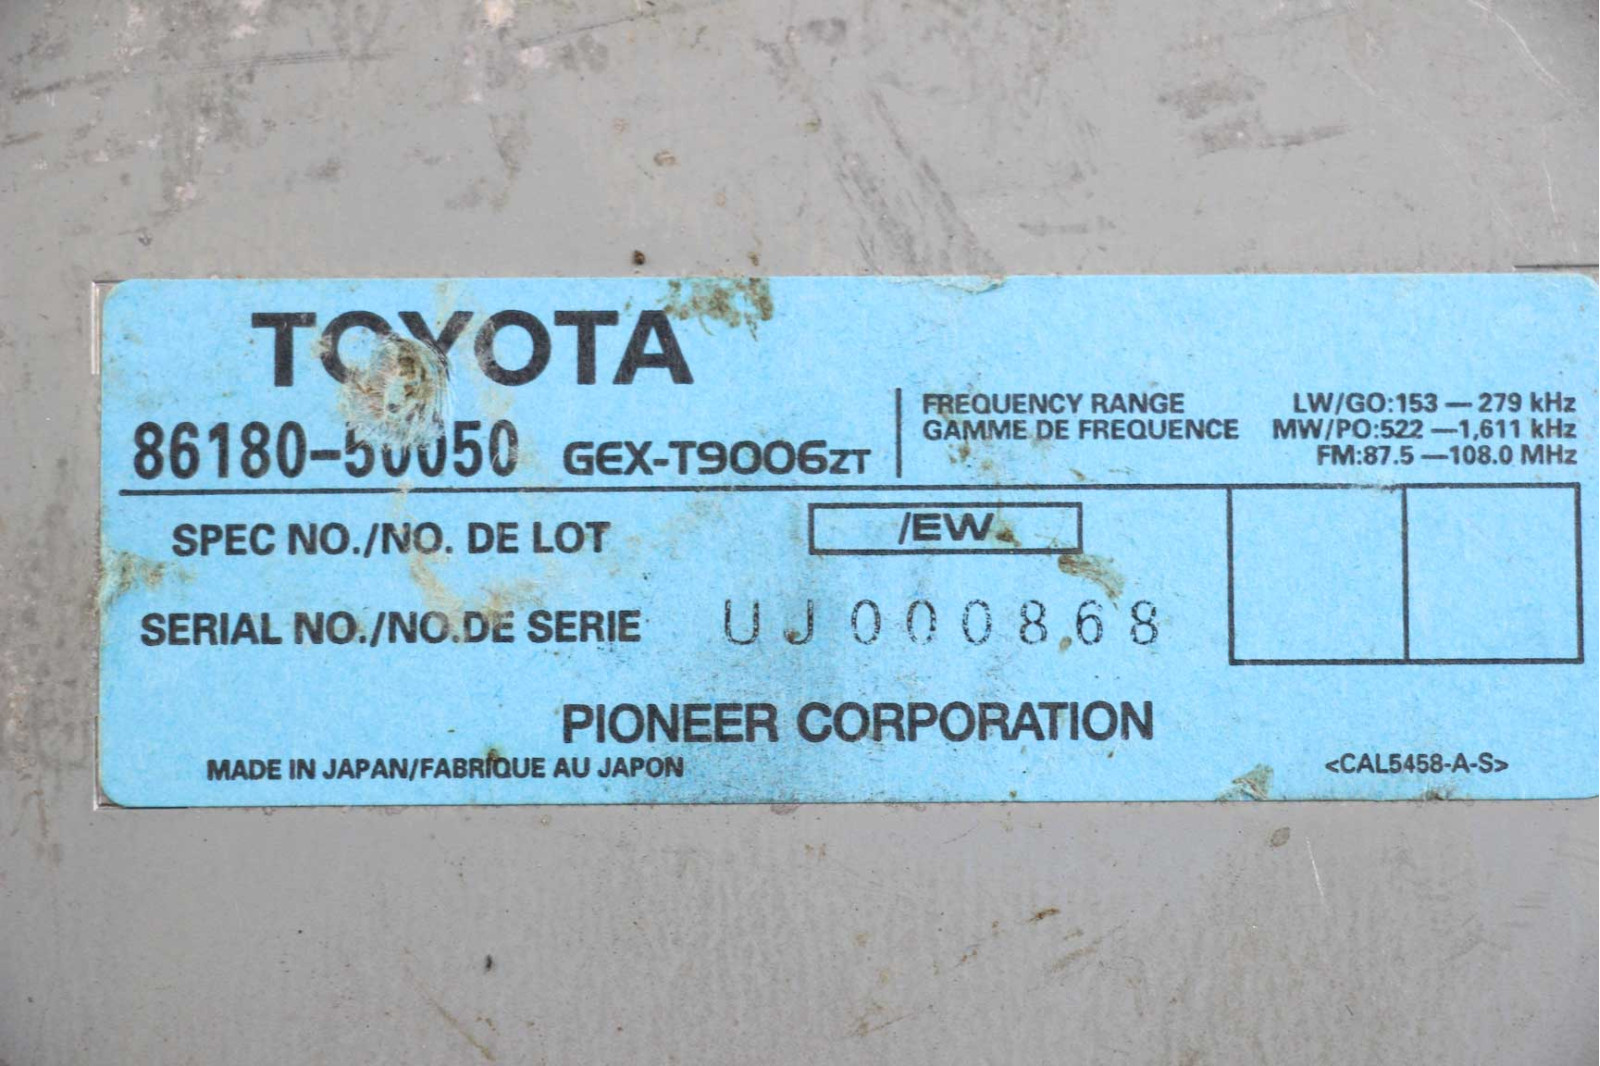 TOYOTA
86180-50050 GEX-T9006ZT
FREQUENCY RANGE LW/GO:153 — 279 kHz
GAMME DE FREQUENCE MW/PO:522 —1,611 kHz
FM:87.5 —108.0 MHz
SPEC NO./NO. DE LOT /EW
SERIAL NO./NO.DE SERIE UJ000868
PIONEER CORPORATION
MADE IN JAPAN/FABRIQUE AU JAPON <CAL5458-A-S>